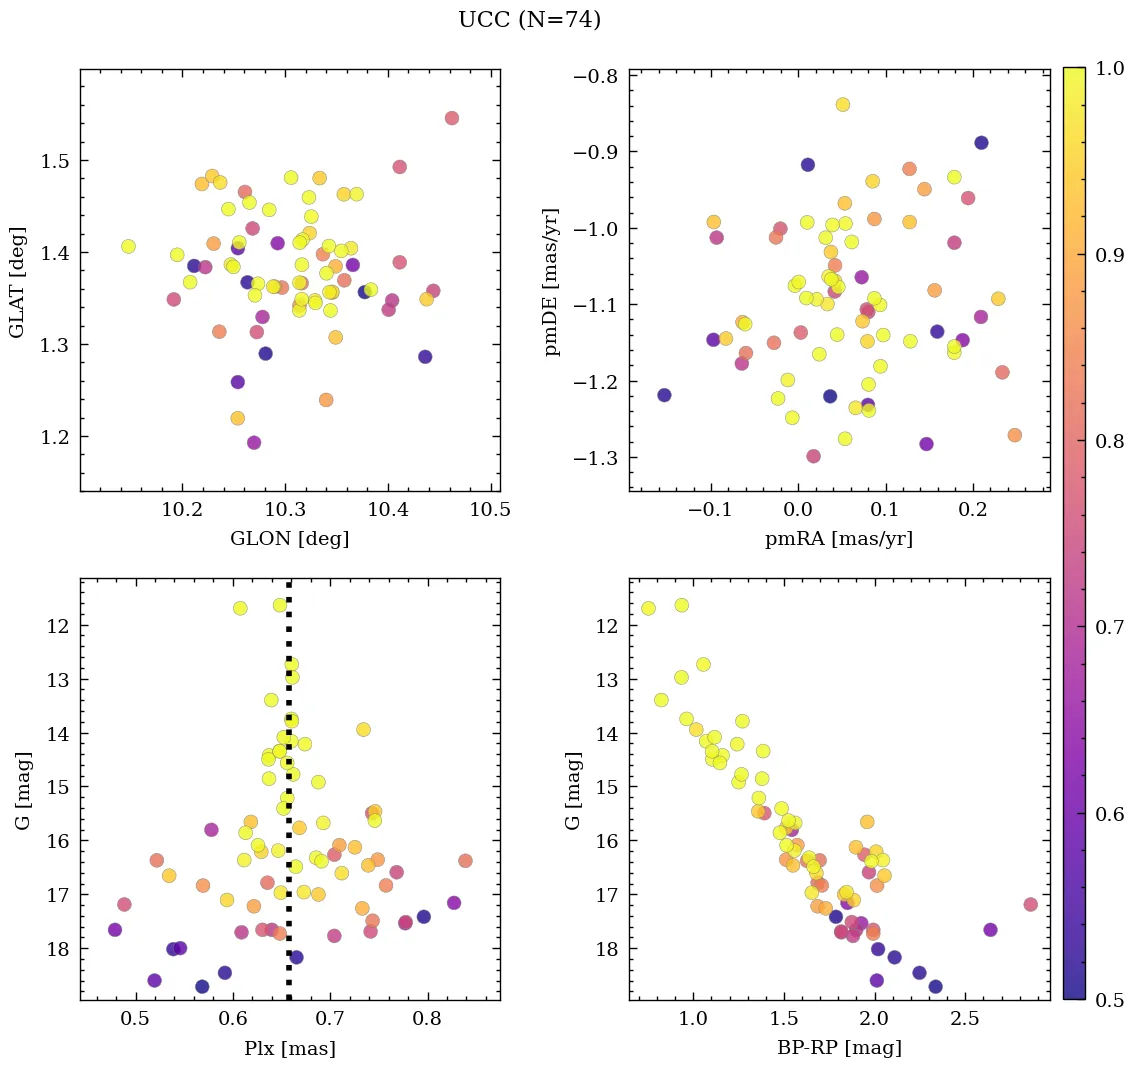 UCC (N=74)
1.5
1.4
1.3
1.2
GLAT [deg]
10.2 10.3 10.4 10.5
GLON [deg]
−0.8
−0.9
−1.0
−1.1
−1.2
−1.3
pmDE [mas/yr]
−0.1 0.0 0.1 0.2
pmRA [mas/yr]
12
13
14
15
16
17
18
G [mag]
0.5 0.6 0.7 0.8
Plx [mas]
12
13
14
15
16
17
18
G [mag]
1.0 1.5 2.0 2.5
BP-RP [mag]
1.0
0.9
0.8
0.7
0.6
0.5